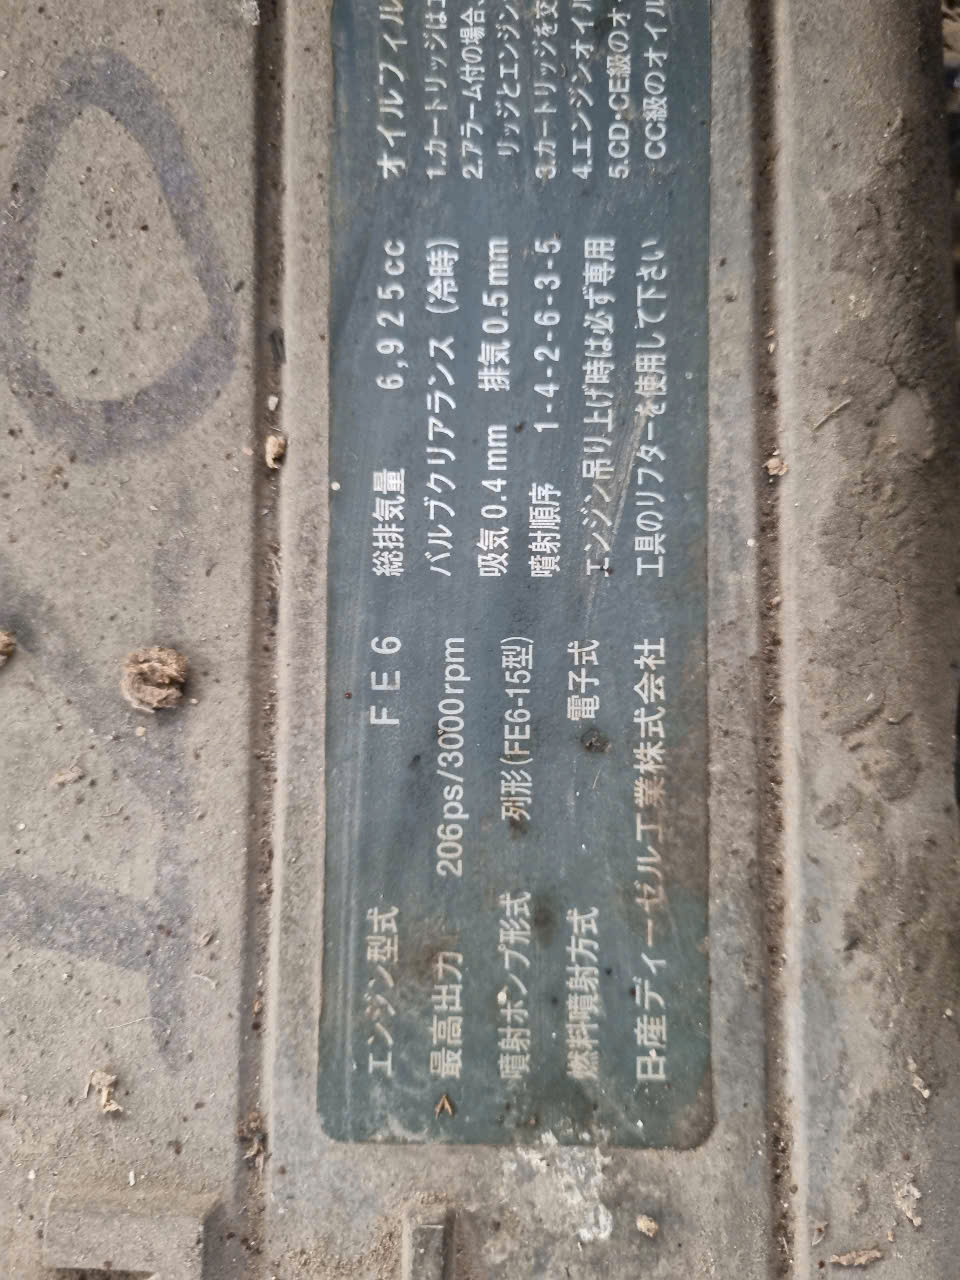 エンジン型式 FE6
最高出力 206ps/3000rpm
噴射ポンプ形式 列形(FE6-15型)
燃料噴射方式 電子式
日産ディーゼル工業株式会社
総排気量 6,925cc
バルブクリアランス (冷時)
吸気0.4mm 排気0.5mm
噴射順序 1-4-2-6-3-5
エンジン吊り上げ時は必ず専用
工具のリフターを使用して下さい
オイルフィル
1.カートリッジは
2.アラーム付の場合、
リッジとエンジン
3.カートリッジを交
4.エンジンオイル
5.CD・CE級のオ
CC級のオイル